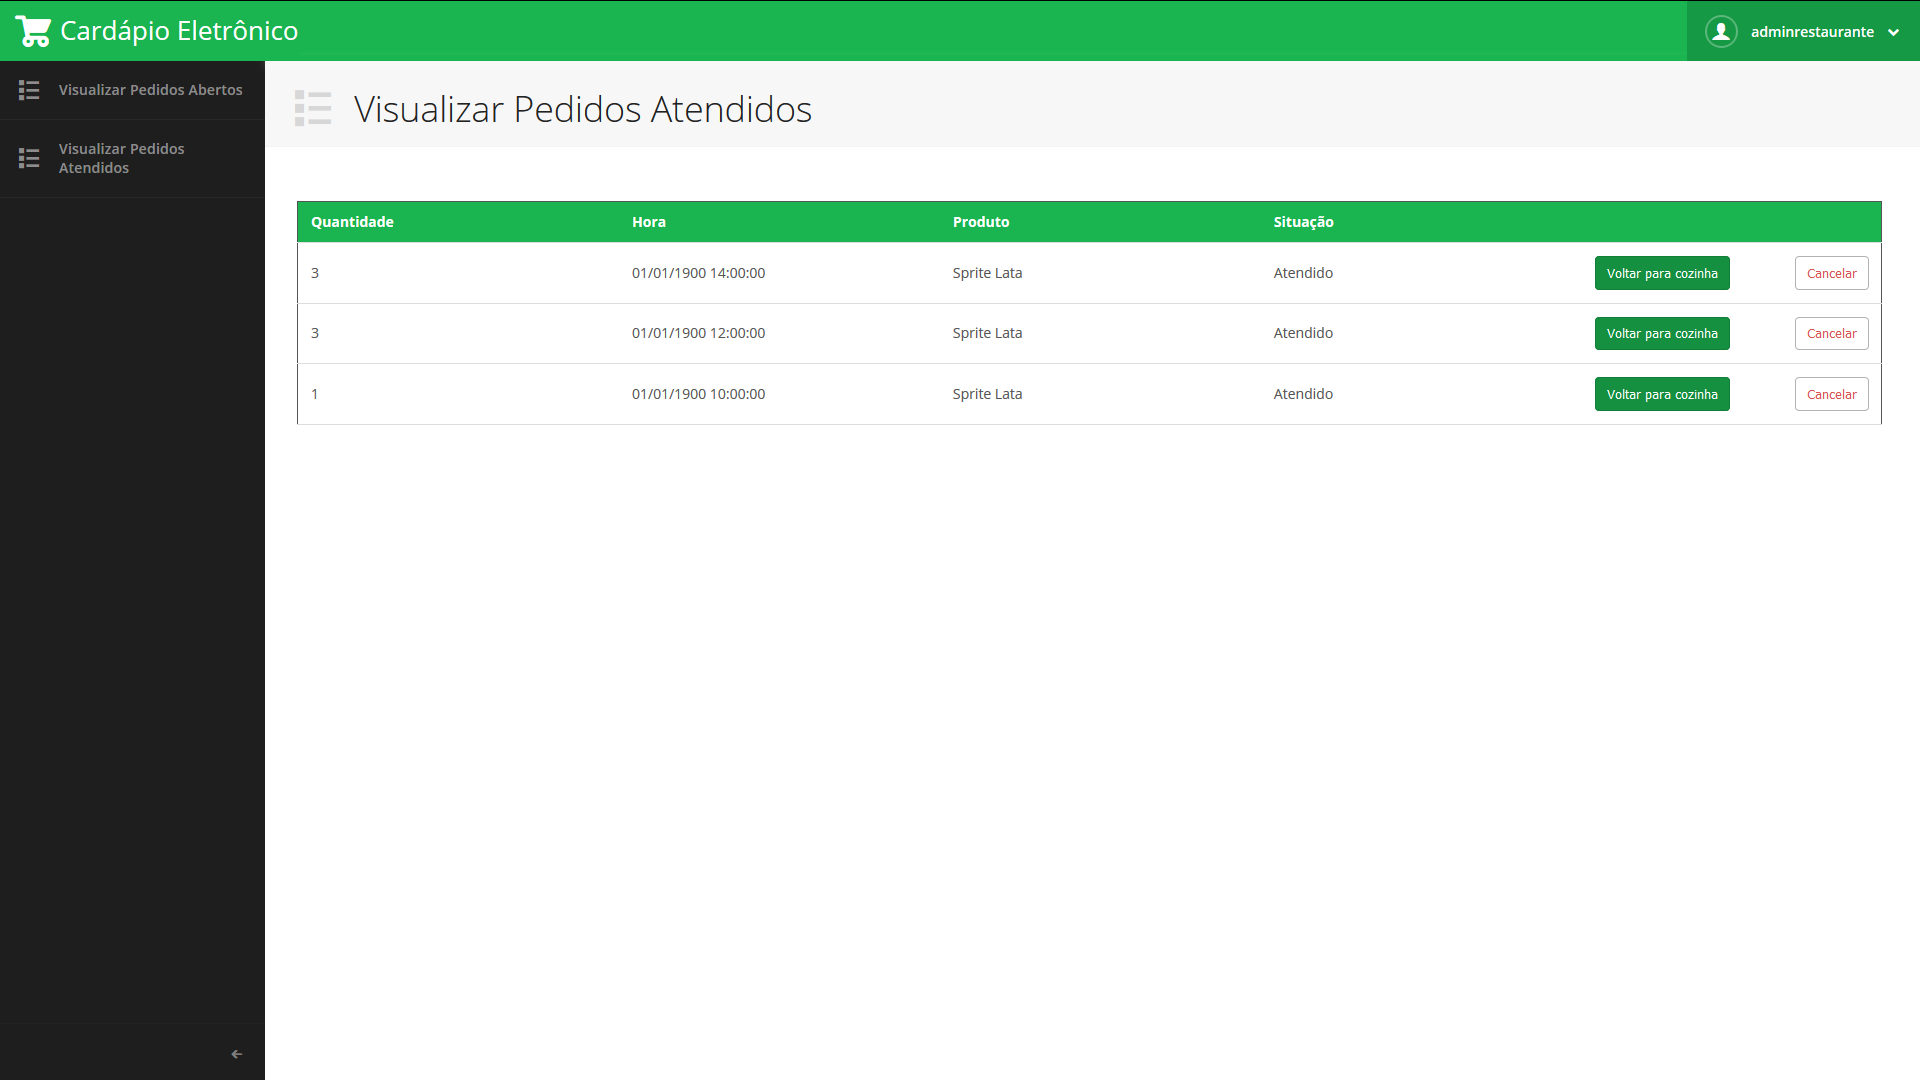 Cardápio Eletrônico
adminrestaurante
Visualizar Pedidos Abertos
Visualizar Pedidos
Atendidos
Visualizar Pedidos Atendidos
Quantidade Hora Produto Situação
3 01/01/1900 14:00:00 Sprite Lata Atendido Voltar para cozinha Cancelar
3 01/01/1900 12:00:00 Sprite Lata Atendido Voltar para cozinha Cancelar
1 01/01/1900 10:00:00 Sprite Lata Atendido Voltar para cozinha Cancelar